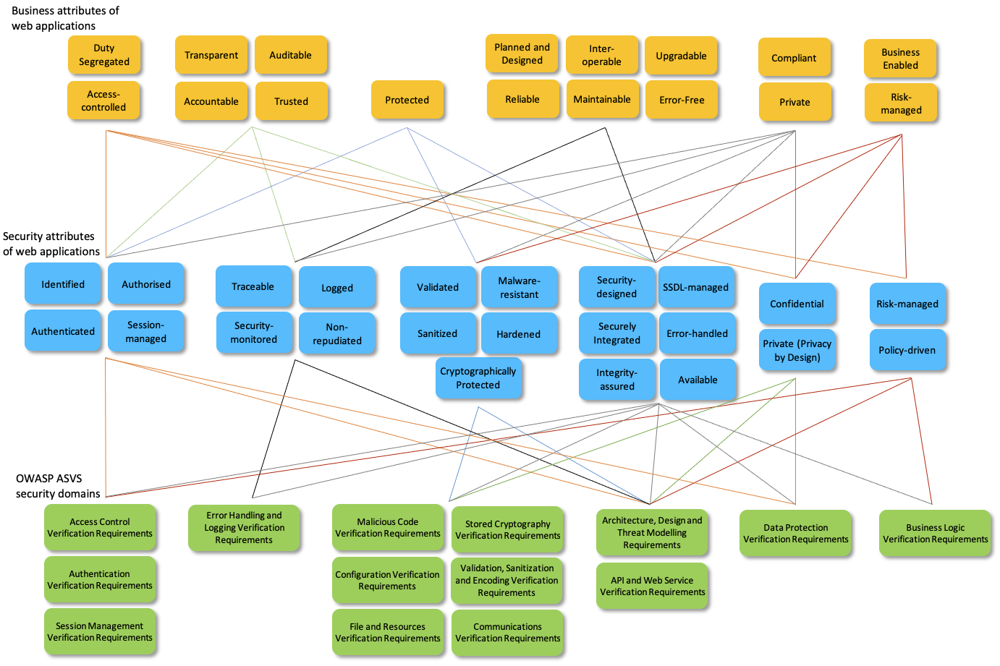 Business attributes of
web applications
Duty
Segregated
Transparent
Auditable
Planned and
Designed
Inter-
operable
Upgradable
Compliant
Business
Enabled
Access-
controlled
Accountable
Trusted
Protected
Reliable
Maintainable
Error-Free
Private
Risk-
managed
Security attributes
of web applications
Identified
Authorised
Traceable
Logged
Validated
Malware-
resistant
Security-
designed
SSDL-managed
Confidential
Risk-managed
Authenticated
Session-
managed
Security-
monitored
Non-
repudiated
Sanitized
Hardened
Securely
Integrated
Error-handled
Private (Privacy
by Design)
Policy-driven
Cryptographically
Protected
Integrity-
assured
Available
OWASP ASVS
security domains
Access Control
Verification Requirements
Error Handling and
Logging Verification
Requirements
Malicious Code
Verification Requirements
Stored Cryptography
Verification Requirements
Architecture, Design and
Threat Modelling
Requirements
Data Protection
Verification Requirements
Business Logic
Verification Requirements
Authentication
Verification Requirements
Configuration Verification
Requirements
Validation, Sanitization
and Encoding Verification
Requirements
API and Web Service
Verification Requirements
Session Management
Verification Requirements
File and Resources
Verification Requirements
Communications
Verification Requirements